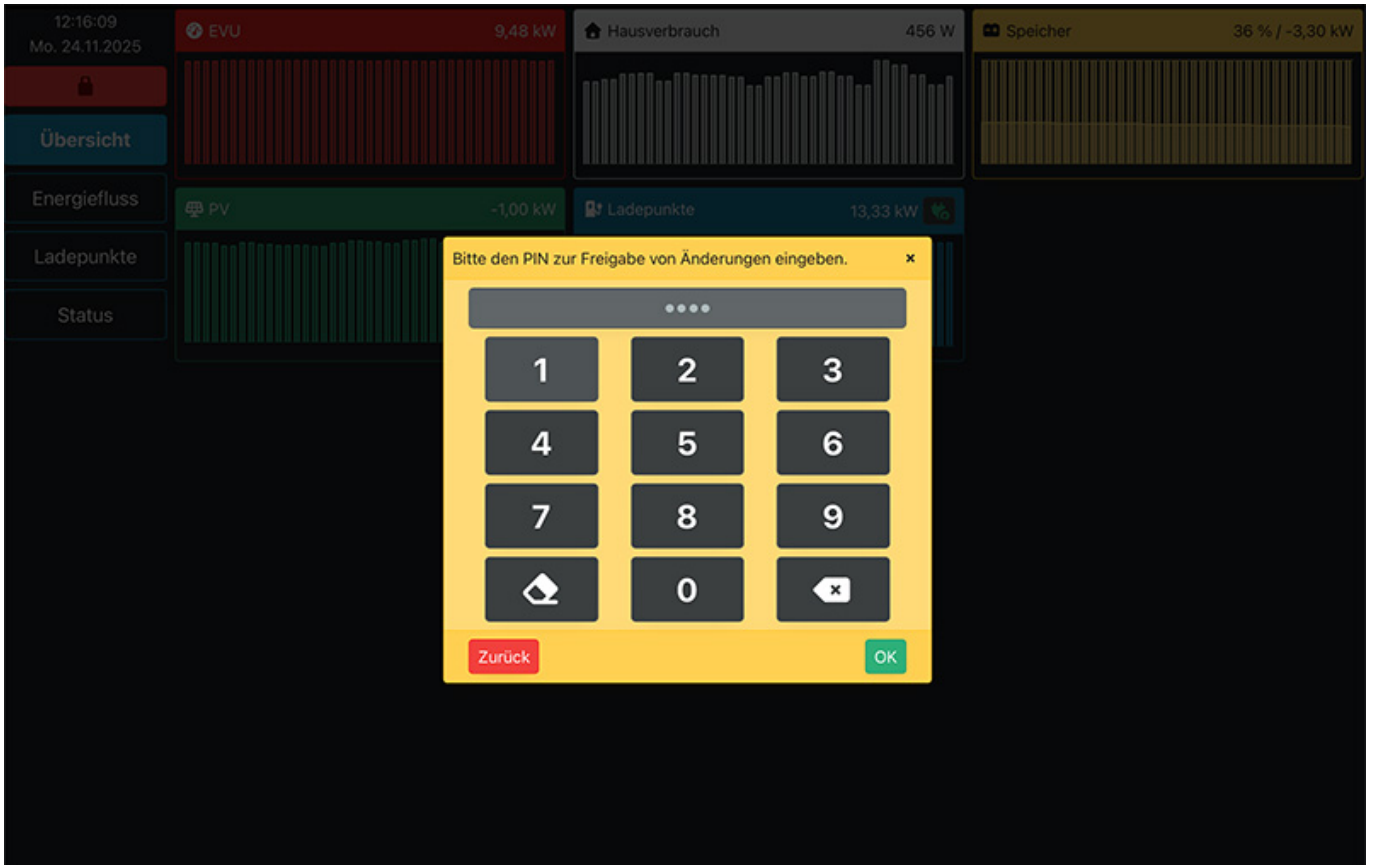 12:16:09
Mo. 24.11.2025
Übersicht
Energiefluss
Ladepunkte
Status
EVU 9,48 kW
Hausverbrauch 456 W
Speicher 36 % / -3,30 kW
PV -1,00 kW
Ladepunkte 13,33 kW
Bitte den PIN zur Freigabe von Änderungen eingeben. ×
••••
1 2 3
4 5 6
7 8 9
0
Zurück OK